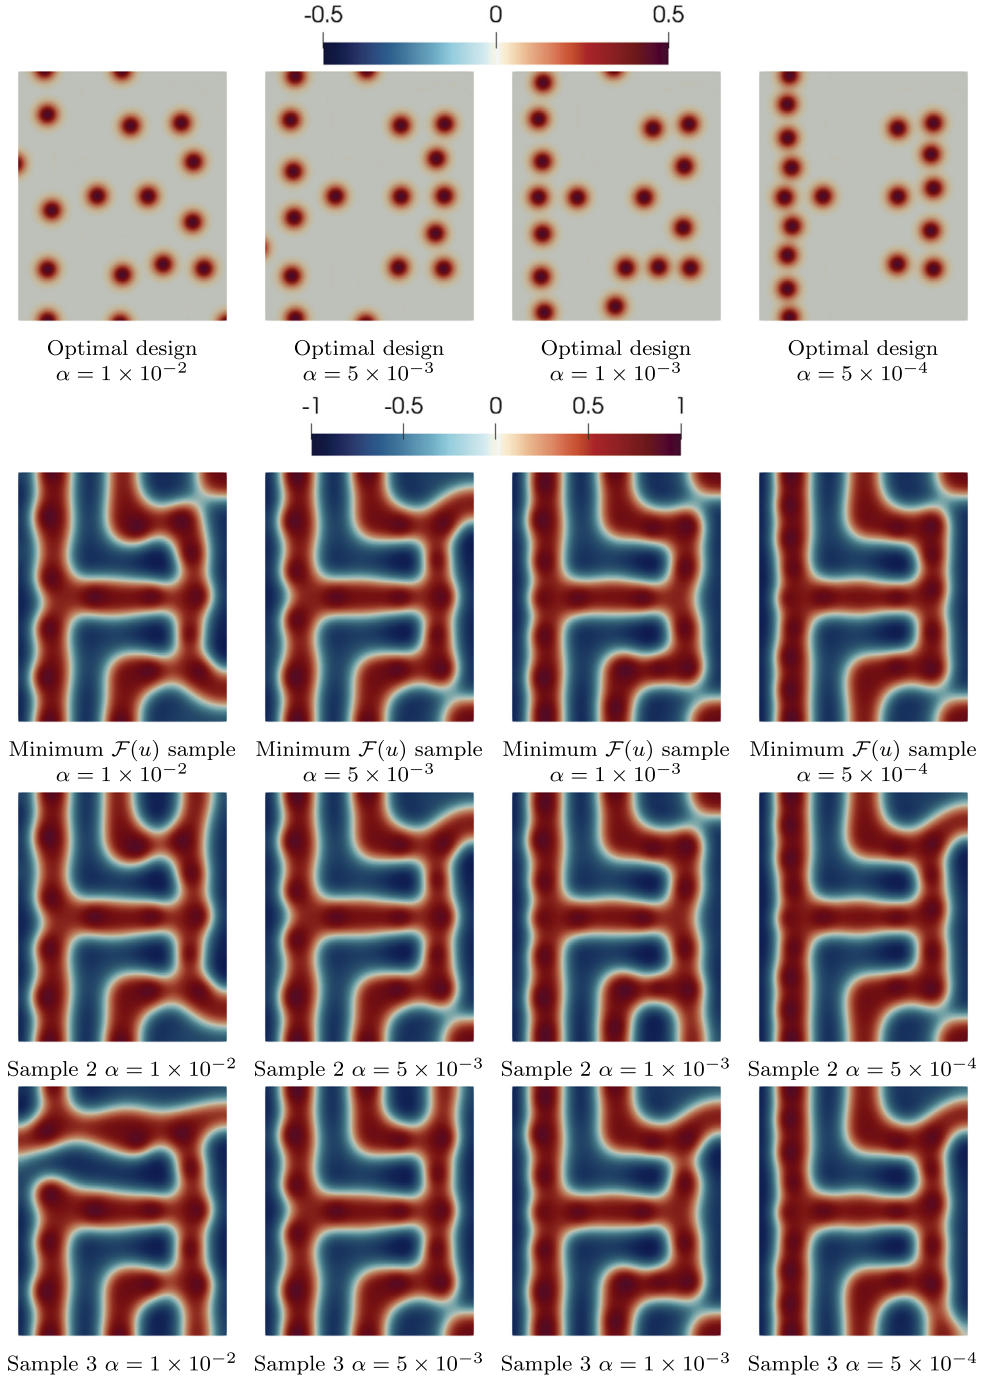 -0.5 0 0.5
Optimal design Optimal design Optimal design Optimal design
α = 1 × 10⁻² α = 5 × 10⁻³ α = 1 × 10⁻³ α = 5 × 10⁻⁴
-1 -0.5 0 0.5 1
Minimum ℱ(u) sample Minimum ℱ(u) sample Minimum ℱ(u) sample Minimum ℱ(u) sample
α = 1 × 10⁻² α = 5 × 10⁻³ α = 1 × 10⁻³ α = 5 × 10⁻⁴
Sample 2 α = 1 × 10⁻² Sample 2 α = 5 × 10⁻³ Sample 2 α = 1 × 10⁻³ Sample 2 α = 5 × 10⁻⁴
Sample 3 α = 1 × 10⁻² Sample 3 α = 5 × 10⁻³ Sample 3 α = 1 × 10⁻³ Sample 3 α = 5 × 10⁻⁴